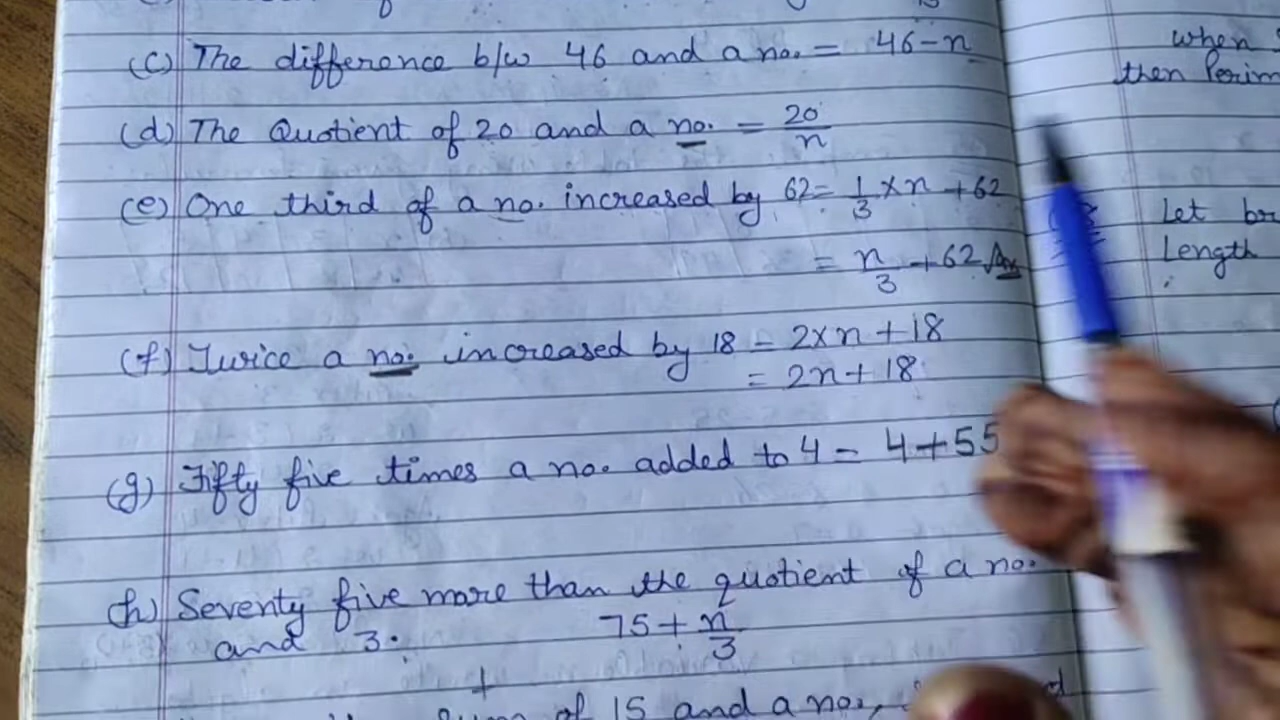 (c) The difference b/w 46 and a no. = 46-n
(d) The Quotient of 20 and a no. = 20/n
(e) One third of a no. increased by 62 = 1/3 × n + 62
= n/3 + 62 Ans
(f) Twice a no. increased by 18 = 2×n + 18
= 2n + 18
(g) Fifty five times a no. added to 4 = 4+55
(h) Seventy five more than the quotient of a no.
and 3. 75 + n/3
of 15 and a no.,
when
then
Let
Length